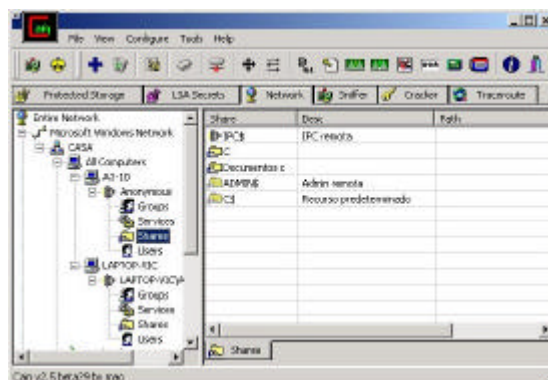 File View Configure Tools Help
Protected Storage LSA Secrets Network Sniffer Cracker Traceroute
Entire Network
Microsoft Windows Network
CASA
All Computers
A3-10
Anonymous
Groups
Services
Shares
Users
LAPTOP-VIC
Groups
Services
Shares
Users
Share Desc Path
IPC$ IPC remota
C
Documentos c
ADMIN$ Admin remota
C$ Recurso predeterminado
Shares